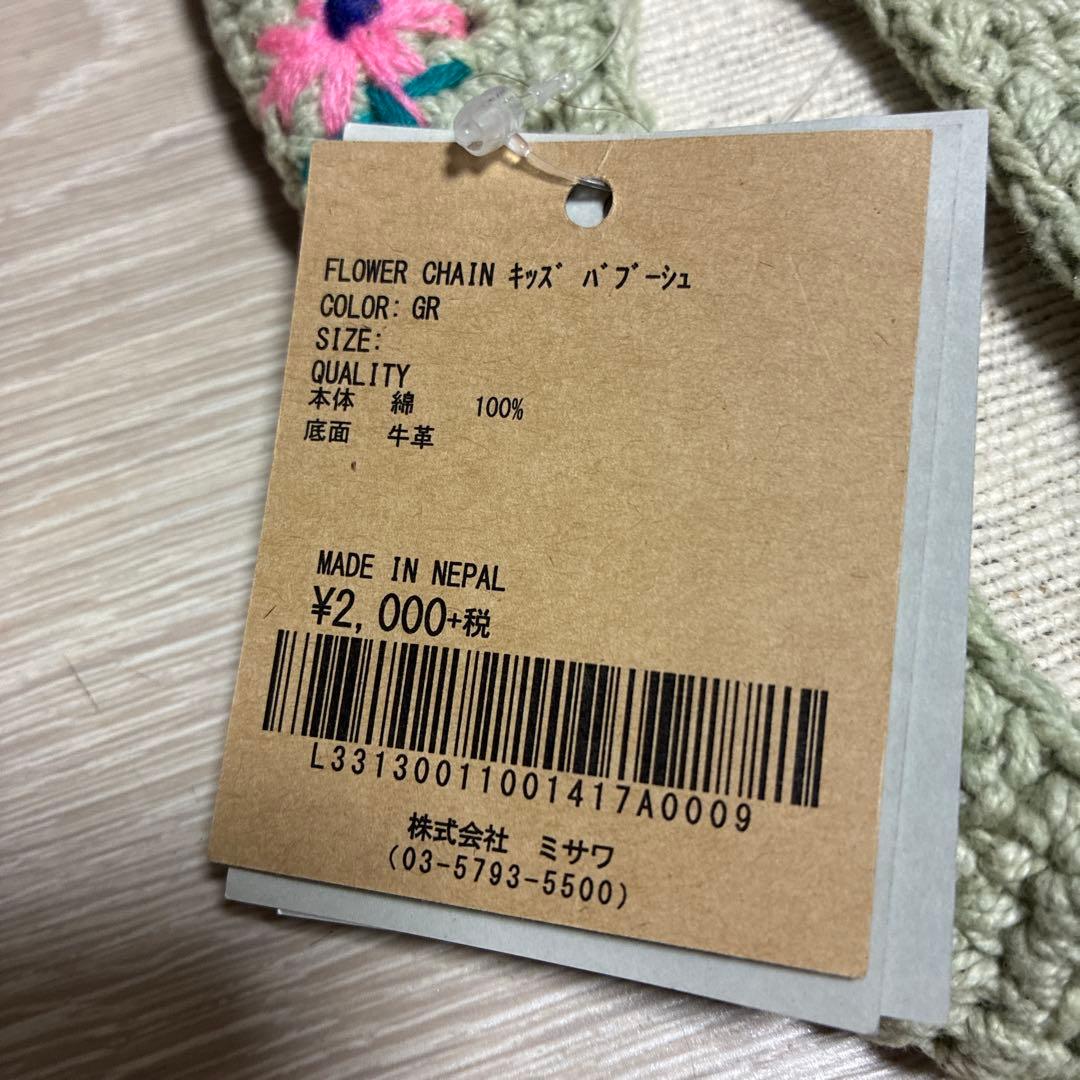 FLOWER CHAIN ｷｯｽﾞ ﾊﾞﾌﾞｰｼｭ
COLOR: GR
SIZE:
QUALITY
本体 綿 100%
底面 牛革
MADE IN NEPAL
¥2,000+税
L33130011001417A0009
株式会社 ミサワ
(03-5793-5500)